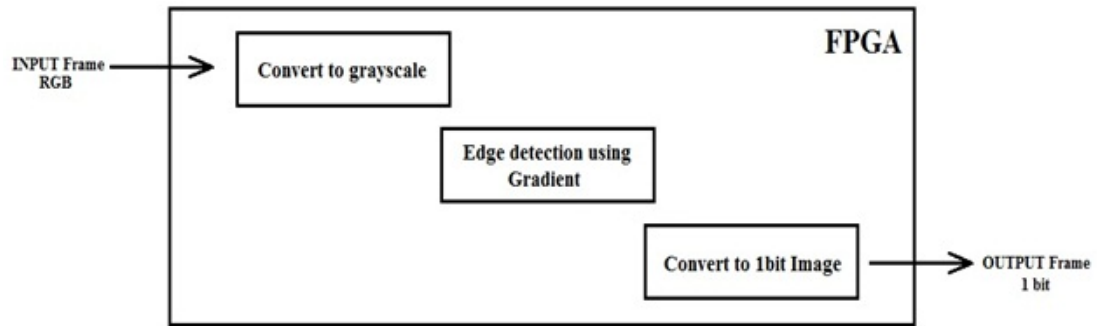 FPGA
INPUT Frame
RGB
Convert to grayscale
Edge detection using
Gradient
Convert to 1bit Image
OUTPUT Frame
1 bit